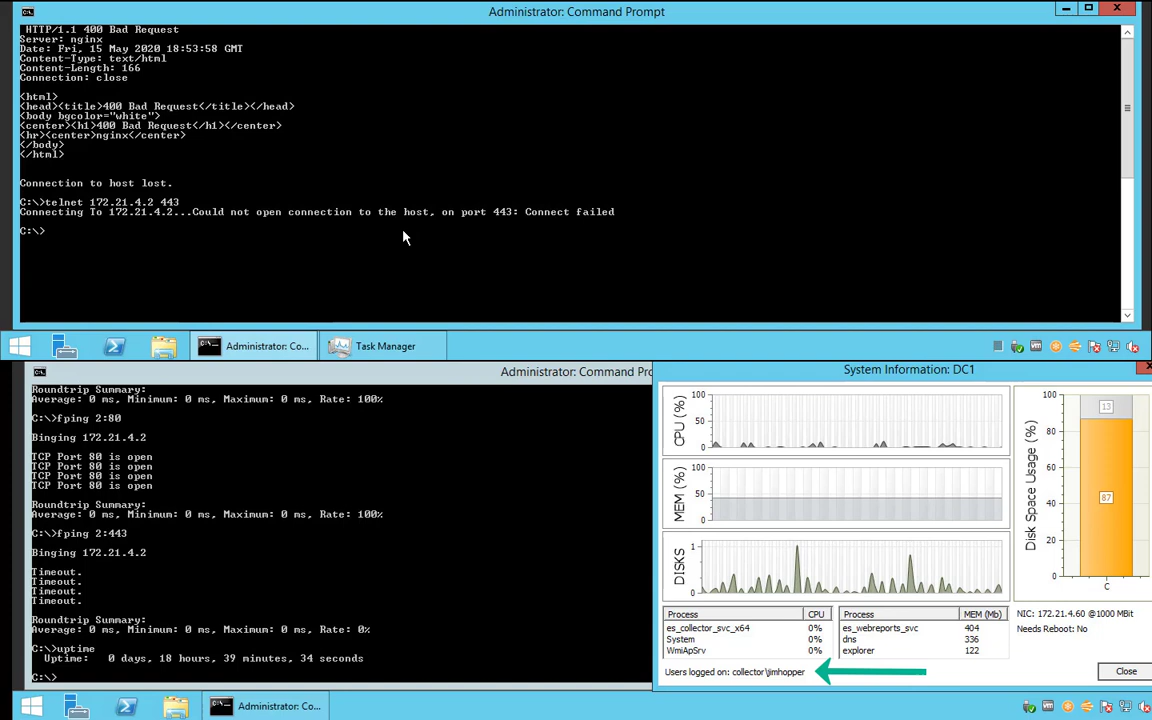 Administrator: Command Prompt
HTTP/1.1 400 Bad Request
Server: nginx
Date: Fri, 15 May 2020 18:53:58 GMT
Content-Type: text/html
Content-Length: 166
Connection: close
<html>
<head><title>400 Bad Request</title></head>
<body bgcolor="white">
<center><h1>400 Bad Request</h1></center>
<hr><center>nginx</center>
</body>
</html>
Connection to host lost.
C:\>telnet 172.21.4.2 443
Connecting To 172.21.4.2...Could not open connection to the host, on port 443: Connect failed
C:\>
Administrator: Co...
Task Manager
Administrator: Command Pr
Roundtrip Summary:
Average: 0 ms, Minimum: 0 ms, Maximum: 0 ms, Rate: 100%
C:\>fping 2:80
Binging 172.21.4.2
TCP Port 80 is open
TCP Port 80 is open
TCP Port 80 is open
TCP Port 80 is open
Roundtrip Summary:
Average: 0 ms, Minimum: 0 ms, Maximum: 0 ms, Rate: 100%
C:\>fping 2:443
Binging 172.21.4.2
Timeout.
Timeout.
Timeout.
Timeout.
Roundtrip Summary:
Average: 0 ms, Minimum: 0 ms, Maximum: 0 ms, Rate: 0%
C:\>uptime
Uptime: 0 days, 18 hours, 39 minutes, 34 seconds
C:\>
Administrator: Co...
System Information: DC1
CPU (%)
100
50
0
MEM (%)
100
50
0
DISKS
1
0
Disk Space Usage (%)
100
80
60
40
20
0
13
87
C
Process CPU
es_collector_svc_x64 0%
System 0%
WmiApSrv 0%
Process MEM (Mb)
es_webreports_svc 404
dns 336
explorer 122
NIC: 172.21.4.60 @1000 MBit
Needs Reboot: No
Users logged on: collector\jimhopper
Close